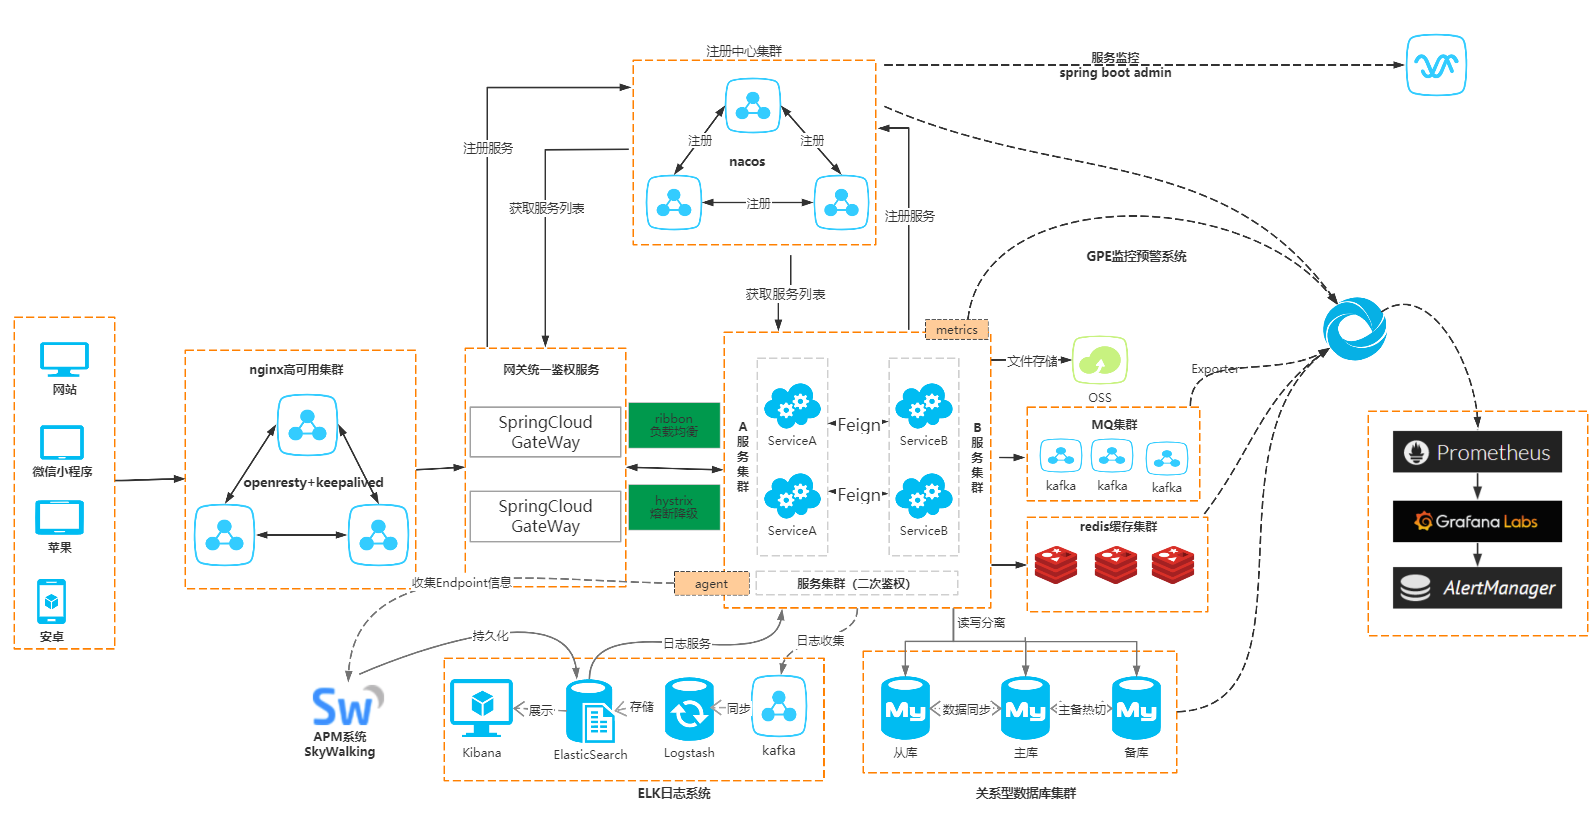 注册中心集群
服务监控
spring boot admin
注册服务
注册
注册
nacos
注册
获取服务列表
注册服务
获取服务列表
GPE监控预警系统
网站
微信小程序
苹果
安卓
nginx高可用集群
openresty+keepalived
网关统一鉴权服务
SpringCloud
GateWay
SpringCloud
GateWay
ribbon
负载均衡
hystrix
熔断降级
metrics
A
服
务
集
群
ServiceA
Feign
ServiceB
ServiceA
Feign
ServiceB
B
服
务
集
群
服务集群（二次鉴权）
agent
文件存储
OSS
Exporter
MQ集群
kafka
kafka
kafka
redis缓存集群
Prometheus
Grafana Labs
AlertManager
收集Endpoint信息
持久化
日志服务
日志收集
读写分离
Sw
APM系统
SkyWalking
Kibana
展示
ElasticSearch
存储
Logstash
同步
kafka
ELK日志系统
My
数据同步
My
主备热切
My
从库
主库
备库
关系型数据库集群